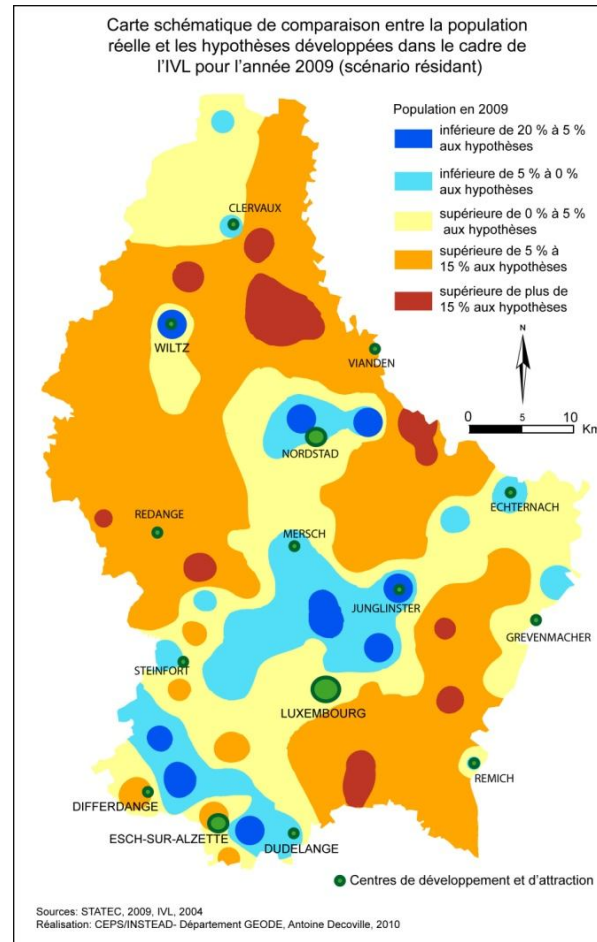 Carte schématique de comparaison entre la population
réelle et les hypothèses développées dans le cadre de
l'IVL pour l'année 2009 (scénario résidant)
Population en 2009
inférieure de 20 % à 5 %
aux hypothèses
inférieure de 5 % à 0 %
aux hypothèses
supérieure de 0 % à 5 %
aux hypothèses
supérieure de 5 % à
15 % aux hypothèses
supérieure de plus de
15 % aux hypothèses
CLERVAUX
N
WILTZ
VIANDEN
0 5 10
Km
NORDSTAD
ECHTERNACH
REDANGE
MERSCH
JUNGLINSTER
GREVENMACHER
STEINFORT
LUXEMBOURG
REMICH
DIFFERDANGE
ESCH-SUR-ALZETTE
DUDELANGE
Centres de développement et d'attraction
Sources: STATEC, 2009, IVL, 2004
Réalisation: CEPS/INSTEAD- Département GEODE, Antoine Decoville, 2010